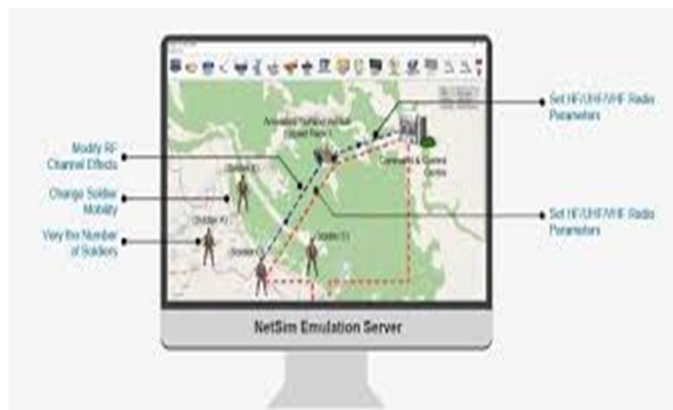 Set HF/UHF/VHF Radio
Parameters
Modify RF
Channel Effects
Command & Control
Centre
Change Soldier
Mobility
Vary the Number
of Soldiers
Set HF/UHF/VHF Radio
Parameters
NetSim Emulation Server